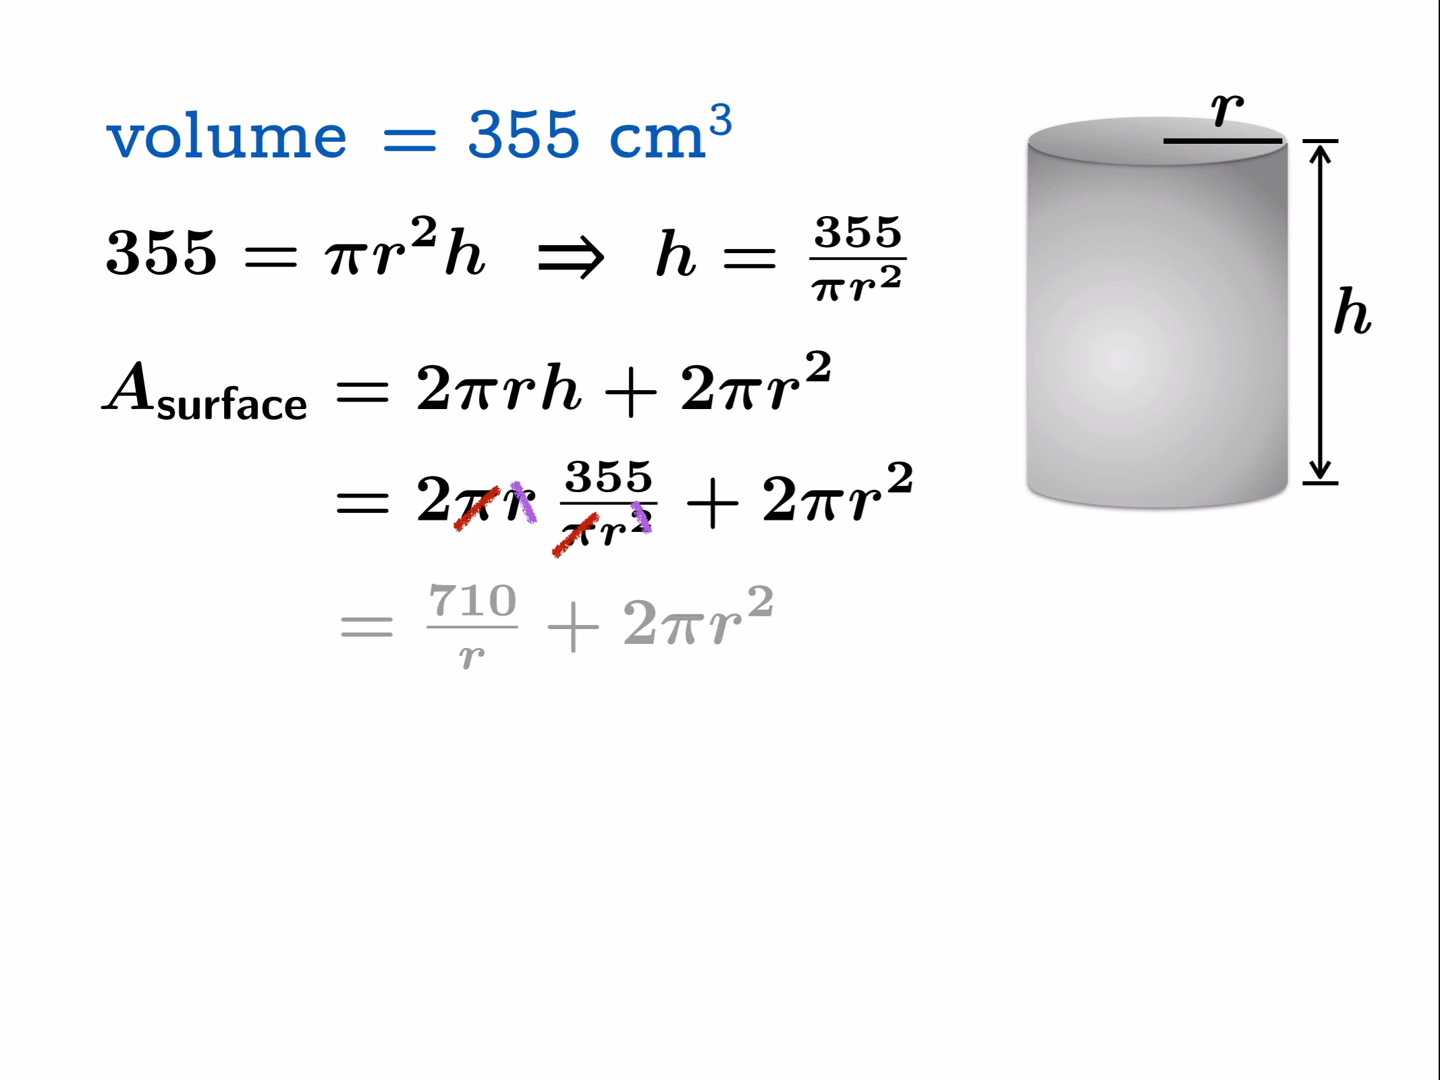 volume = 355 cm³
r
355 = πr²h ⇒ h = 355/πr²
h
A_surface = 2πrh + 2πr²
= 2πr 355/πr² + 2πr²
= 710/r + 2πr²